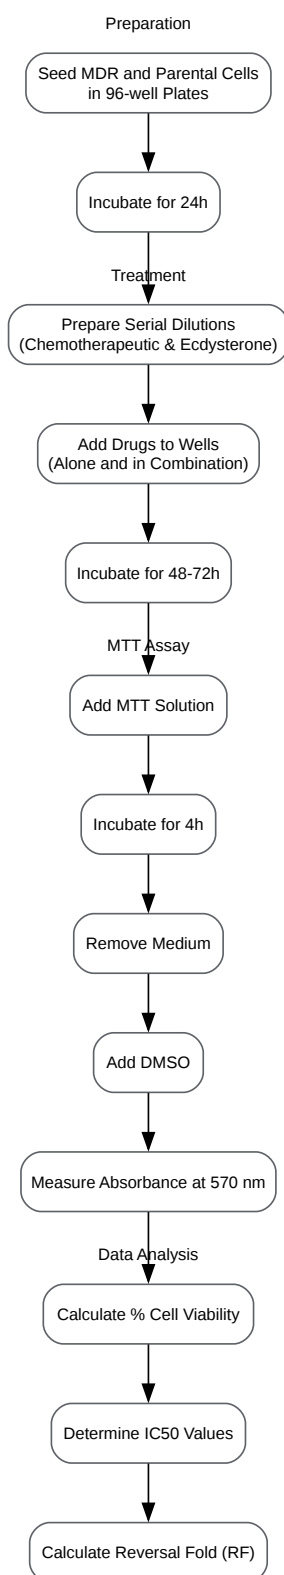 Preparation
Seed MDR and Parental Cells
in 96-well Plates
Incubate for 24h
Treatment
Prepare Serial Dilutions
(Chemotherapeutic & Ecdysterone)
Add Drugs to Wells
(Alone and in Combination)
Incubate for 48-72h
MTT Assay
Add MTT Solution
Incubate for 4h
Remove Medium
Add DMSO
Measure Absorbance at 570 nm
Data Analysis
Calculate % Cell Viability
Determine IC50 Values
Calculate Reversal Fold (RF)